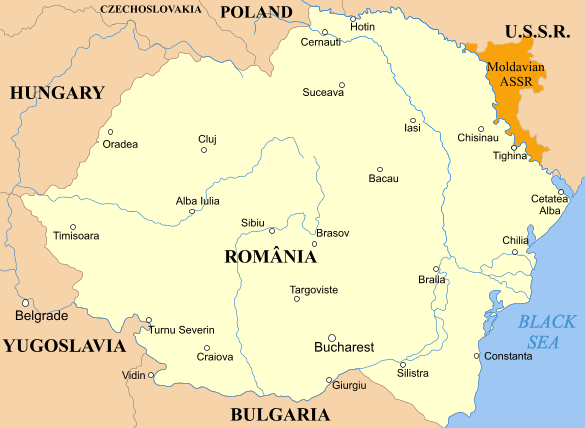 CZECHOSLOVAKIA
POLAND
Hotin
U.S.S.R.
Cernauti
Moldavian
ASSR
HUNGARY
Suceava
Iasi
Chisinau
Oradea
Cluj
Tighina
Bacau
Alba Iulia
Cetatea
Alba
Sibiu
Brasov
Timisoara
Chilia
ROMÂNIA
Braila
Targoviste
Belgrade
Turnu Severin
BLACK
SEA
YUGOSLAVIA
Bucharest
Craiova
Constanta
Vidin
Silistra
Giurgiu
BULGARIA